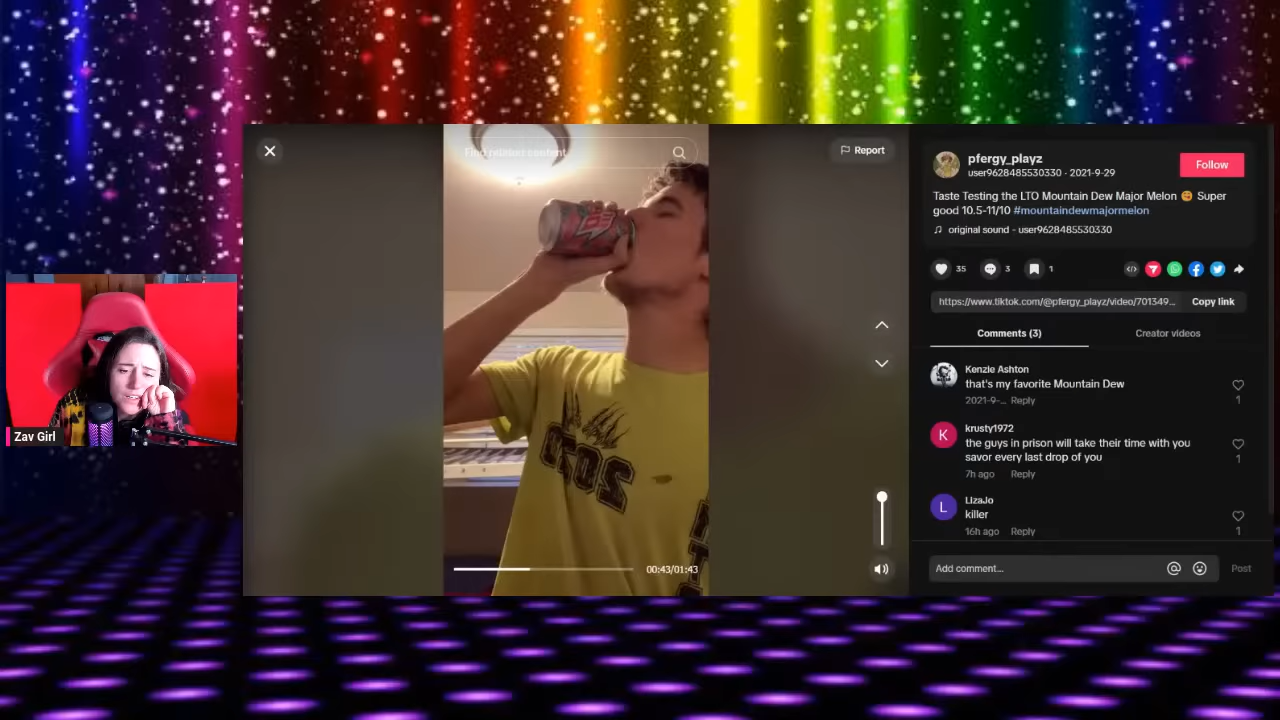 Find related content
Report
pfergy_playz
user9628485530330 · 2021-9-29
Follow
Taste Testing the LTO Mountain Dew Major Melon 🍊 Super
good 10.5-11/10 #mountaindewmajormelon
original sound - user9628485530330
35
3
1
https://www.tiktok.com/@pfergy_playz/video/701349...
Copy link
Comments (3)
Creator videos
Kenzie Ashton
that's my favorite Mountain Dew
2021-9-... Reply
1
K
krusty1972
the guys in prison will take their time with you
savor every last drop of you
7h ago Reply
1
L
LizaJo
killer
16h ago Reply
1
Add comment...
Post
00:43/01:43
Zav Girl